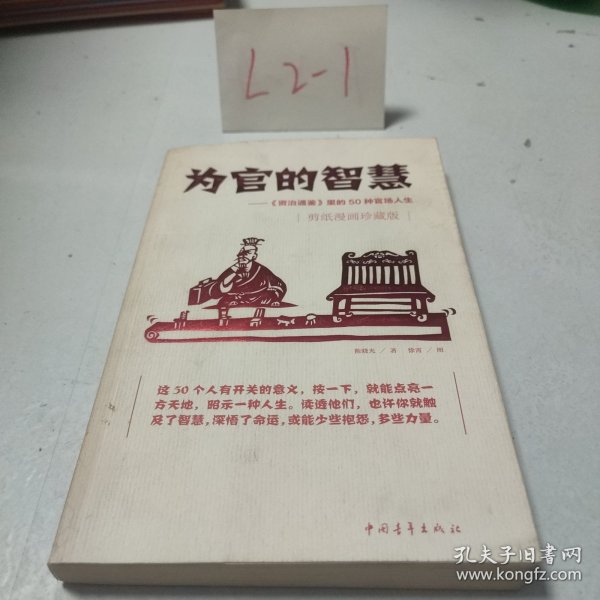 L2-1
为官的智慧
——《资治通鉴》里的50种官场人生
剪纸漫画珍藏版
陈晓光／著 徐芮／图
这50个人有开关的意义，按一下，就能点亮一
方天地，昭示一种人生。读透他们，也许你就触
及了智慧，深悟了命运，或能少些抱怨，多些力量。
中国青年出版社
孔夫子旧书网
www.kongfz.com